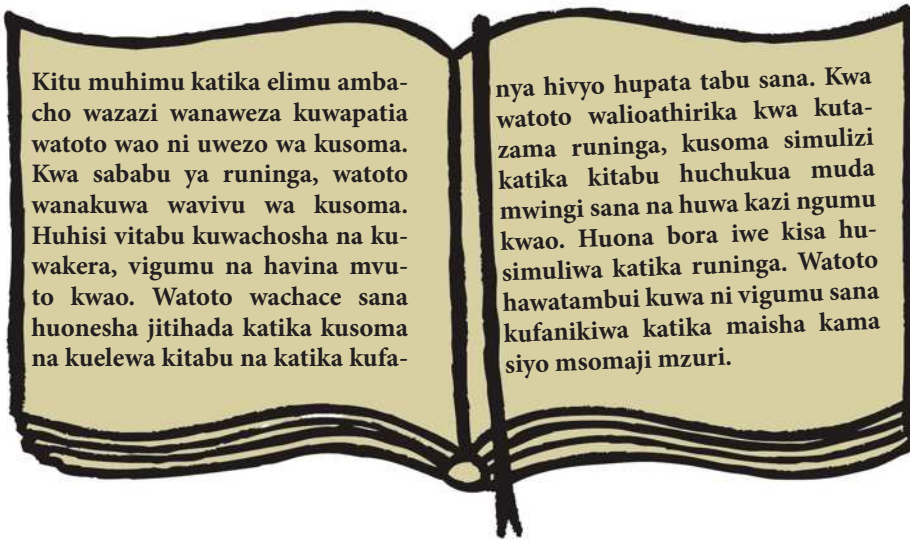 Kitu muhimu katika elimu amba-
cho wazazi wanaweza kuwapatia
watoto wao ni uwezo wa kusoma.
Kwa sababu ya runinga, watoto
wanakuwa wavivu wa kusoma.
Huhisi vitabu kuwachosha na ku-
wakera, vigumu na havina mvu-
to kwao. Watoto wachace sana
huonesha jitihada katika kusoma
na kuelewa kitabu na katika kufa-
nya hivyo hupata tabu sana. Kwa
watoto walioathirika kwa kuta-
zama runinga, kusoma simulizi
katika kitabu huchukua muda
mwingi sana na huwa kazi ngumu
kwao. Huona bora iwe kisa hu-
simuliwa katika runinga. Watoto
hawatambui kuwa ni vigumu sana
kufanikiwa katika maisha kama
siyo msomaji mzuri.